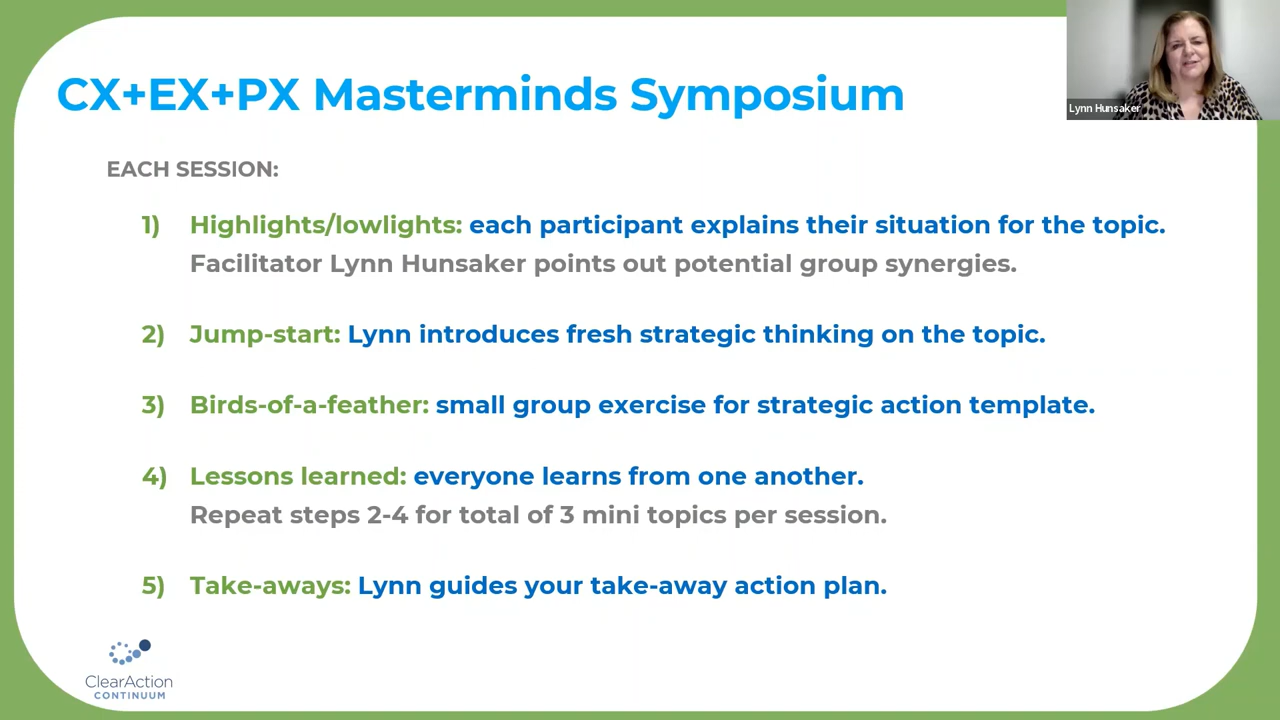 CX+EX+PX Masterminds Symposium
Lynn Hunsaker
EACH SESSION:
1) Highlights/lowlights: each participant explains their situation for the topic.
Facilitator Lynn Hunsaker points out potential group synergies.
2) Jump-start: Lynn introduces fresh strategic thinking on the topic.
3) Birds-of-a-feather: small group exercise for strategic action template.
4) Lessons learned: everyone learns from one another.
Repeat steps 2-4 for total of 3 mini topics per session.
5) Take-aways: Lynn guides your take-away action plan.
ClearAction
CONTINUUM